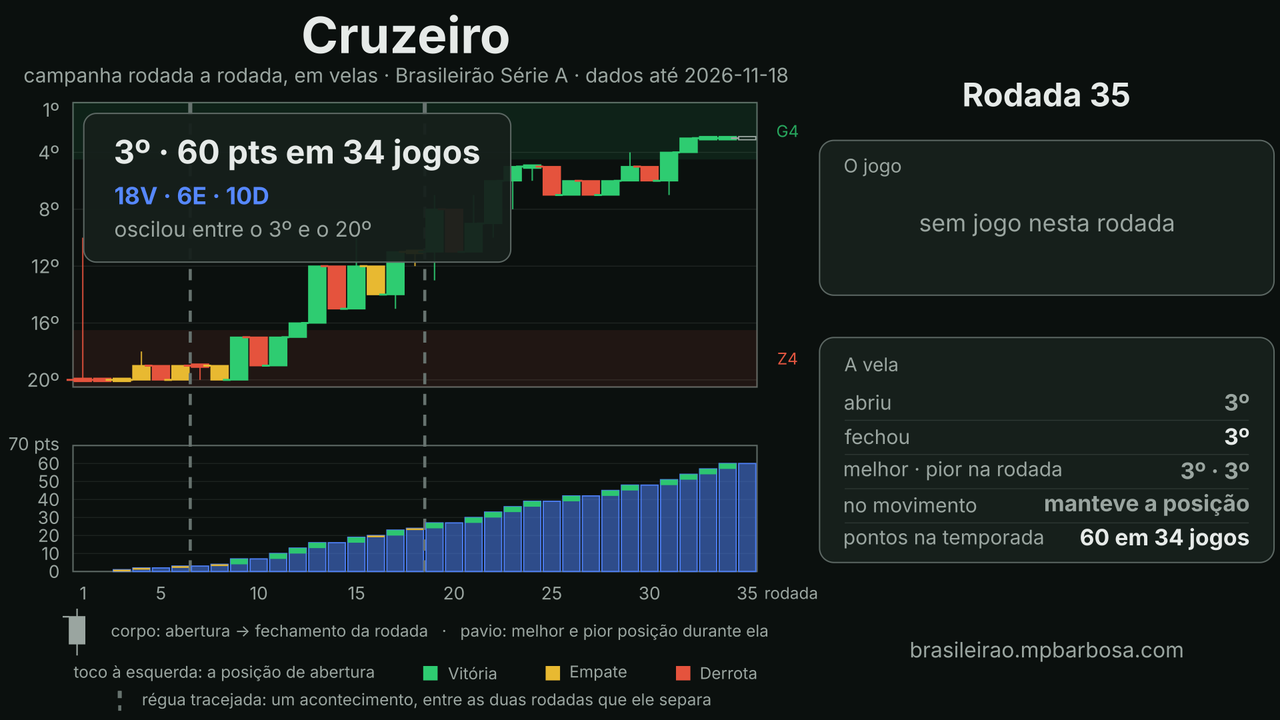 Cruzeiro
campanha rodada a rodada, em velas · Brasileirão Série A · dados até 2026-11-18
1º
4º
8º
12º
16º
20º
G4
Z4
3º · 60 pts em 34 jogos
18V · 6E · 10D
oscilou entre o 3º e o 20º
70 pts
60
50
40
30
20
10
0
1 5 10 15 20 25 30 35 rodada
corpo: abertura → fechamento da rodada · pavio: melhor e pior posição durante ela
toco à esquerda: a posição de abertura
Vitória
Empate
Derrota
régua tracejada: um acontecimento, entre as duas rodadas que ele separa
Rodada 35
O jogo
sem jogo nesta rodada
A vela
abriu 3º
fechou 3º
melhor · pior na rodada 3º · 3º
no movimento manteve a posição
pontos na temporada 60 em 34 jogos
brasileirao.mpbarbosa.com